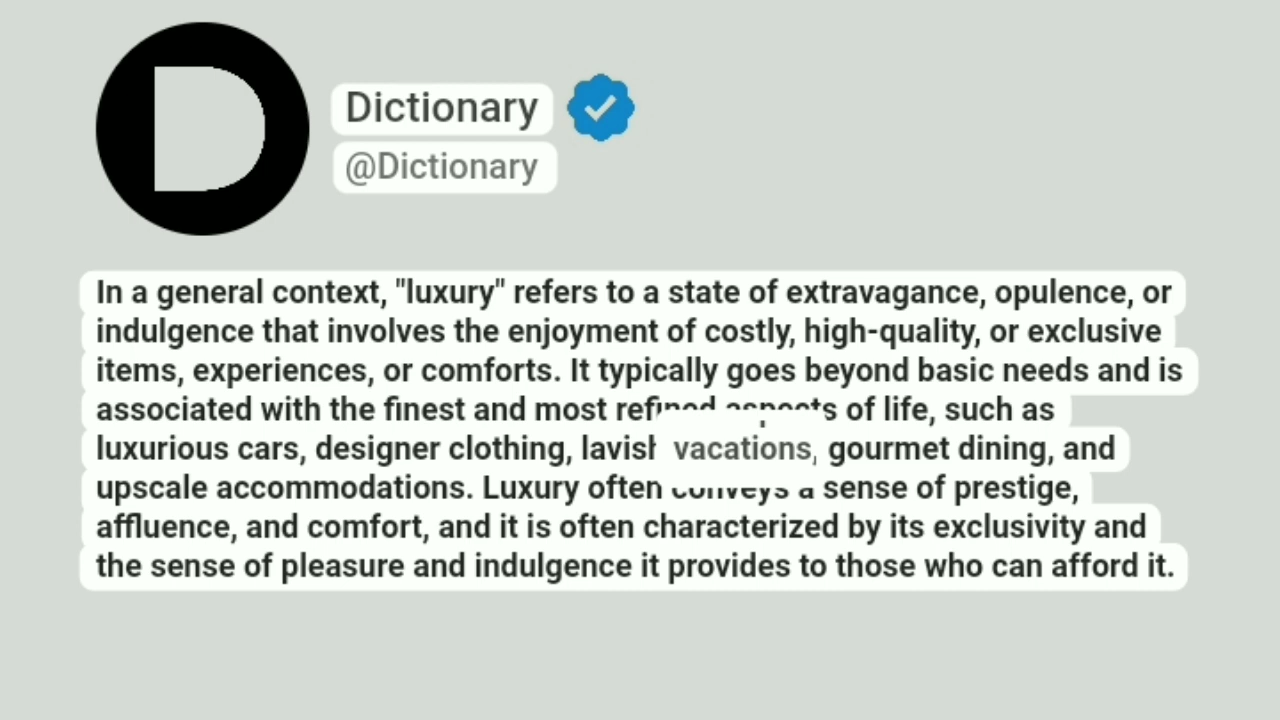 D
Dictionary
@Dictionary
In a general context, "luxury" refers to a state of extravagance, opulence, or
indulgence that involves the enjoyment of costly, high-quality, or exclusive
items, experiences, or comforts. It typically goes beyond basic needs and is
associated with the finest and most refined aspects of life, such as
luxurious cars, designer clothing, lavish vacations, gourmet dining, and
upscale accommodations. Luxury often conveys a sense of prestige,
affluence, and comfort, and it is often characterized by its exclusivity and
the sense of pleasure and indulgence it provides to those who can afford it.